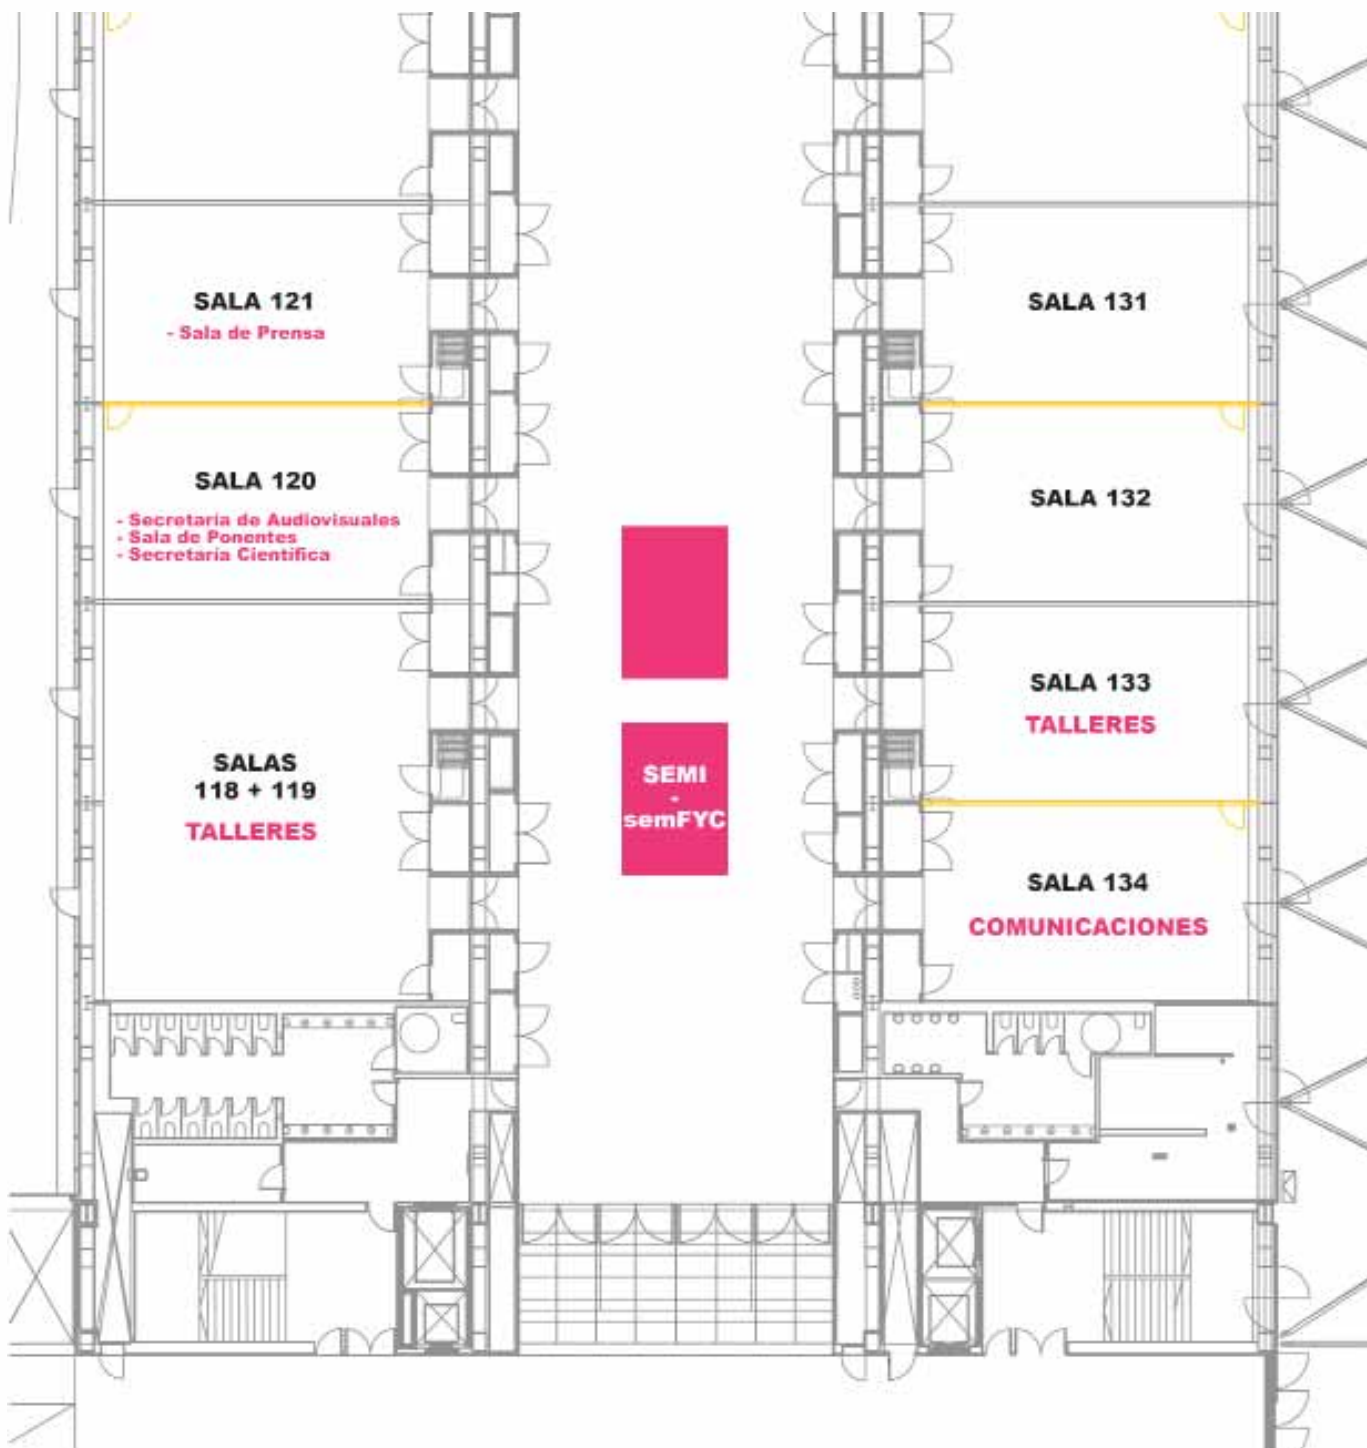 SALA 121
- Sala de Prensa
SALA 120
- Secretaría de Audiovisuales
- Sala de Ponentes
- Secretaría Científica
SALAS
118 + 119
TALLERES
SEMI
-
semFYC
SALA 131
SALA 132
SALA 133
TALLERES
SALA 134
COMUNICACIONES